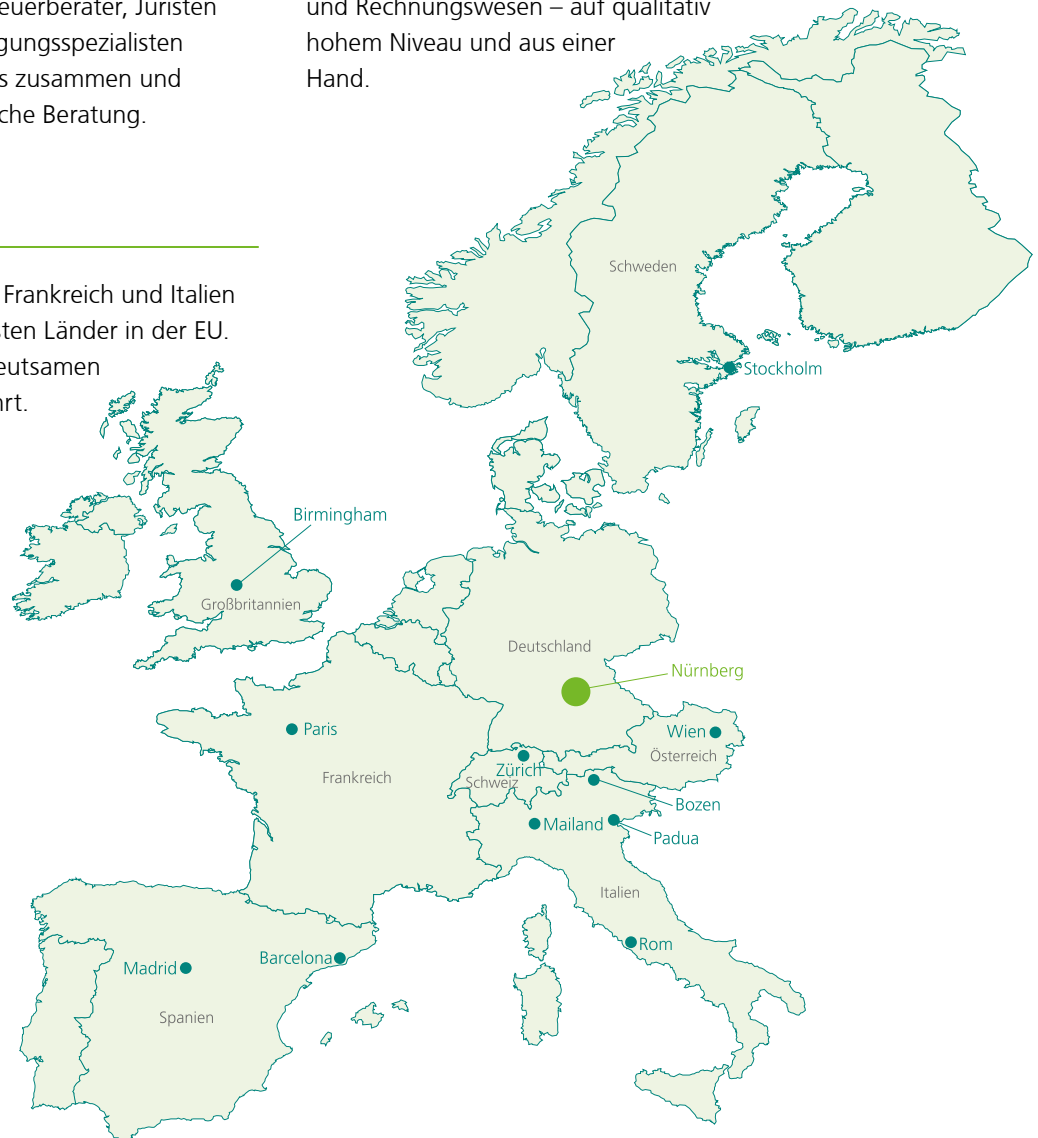 euerberater, Juristen
gungsspezialisten
s zusammen und
che Beratung.
und Rechnungswesen – auf qualitativ
hohem Niveau und aus einer
Hand.
Frankreich und Italien
sten Länder in der EU.
eutsamen
hrt.
Schweden
Stockholm
Birmingham
Großbritannien
Deutschland
Nürnberg
Paris
Wien
Österreich
Zürich
Schweiz
Frankreich
Bozen
Mailand
Padua
Italien
Rom
Barcelona
Madrid
Spanien